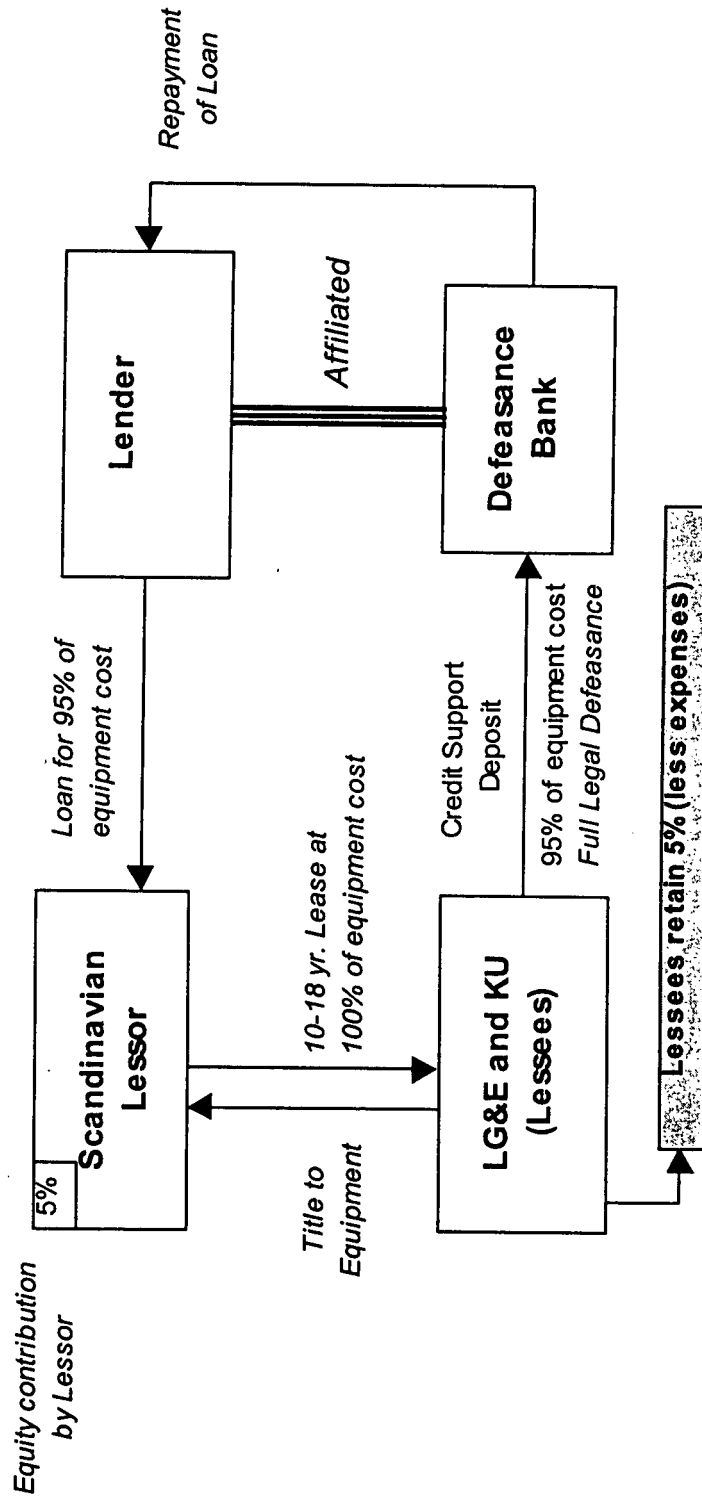 Equity contribution
by Lessor
5%
Scandinavian
Lessor
Loan for 95% of
equipment cost
Lender
Repayment
of Loan
Title to
Equipment
10-18 yr. Lease at
100% of equipment cost
Affiliated
LG&E and KU
(Lessees)
Credit Support
Deposit
95% of equipment cost
Full Legal Defeasance
Defeasance
Bank
Lessees retain 5% (less expenses)